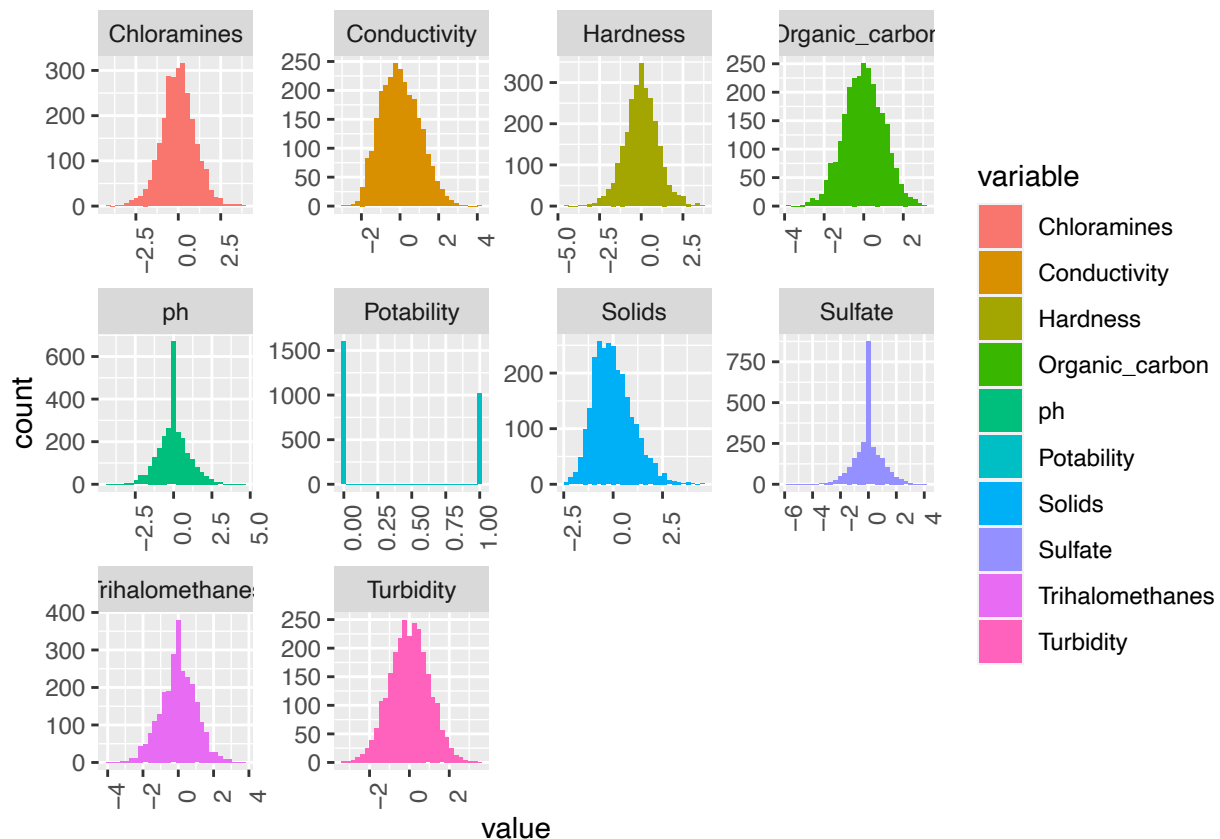 Chloramines Conductivity Hardness Organic_carbon
300 200 100 0
−2.5 0.0 2.5
250 200 150 100 50 0
−2 0 2 4
300 200 100 0
−5.0 −2.5 0.0 2.5
250 200 150 100 50 0
−4 −2 0 2
ph Potability Solids Sulfate
600 400 200 0
−2.5 0.0 2.5 5.0
1500 1000 500 0
0.00 0.25 0.50 0.75 1.00
200 100 0
−2.5 0.0 2.5
750 500 250 0
−6 −4 −2 0 2 4
Trihalomethanes Turbidity
400 300 200 100 0
−4 −2 0 2 4
250 200 150 100 50 0
−2 0 2
count
value
variable
Chloramines
Conductivity
Hardness
Organic_carbon
ph
Potability
Solids
Sulfate
Trihalomethanes
Turbidity